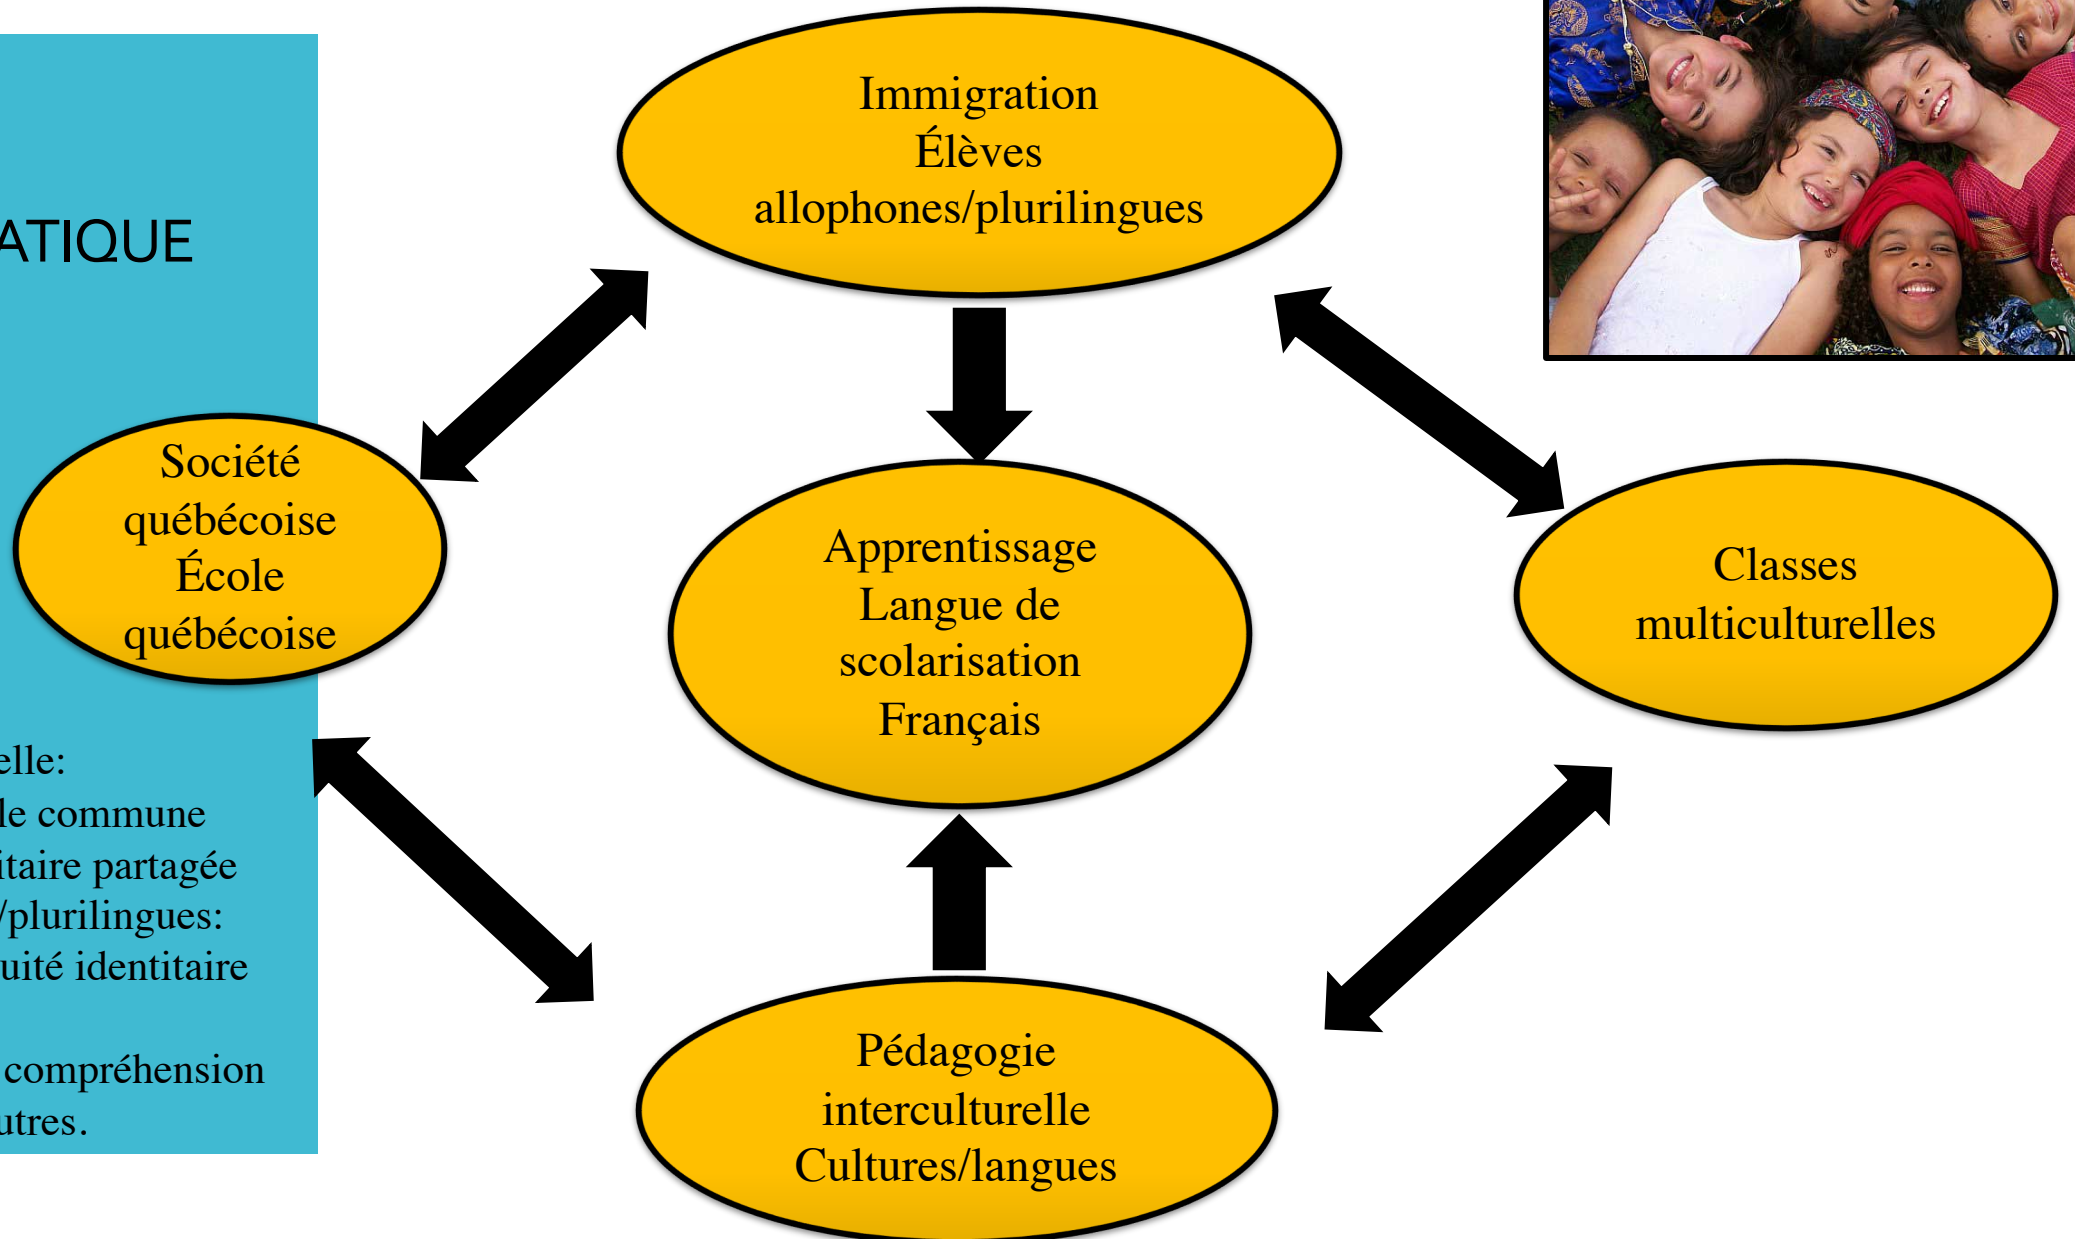 ATIQUE
elle:
le commune
itaire partagée
/plurilingues:
uité identitaire
compréhension
utres.
Immigration
Élèves
allophones/plurilingues
Société
québécoise
École
québécoise
Apprentissage
Langue de
scolarisation
Français
Classes
multiculturelles
Pédagogie
interculturelle
Cultures/langues